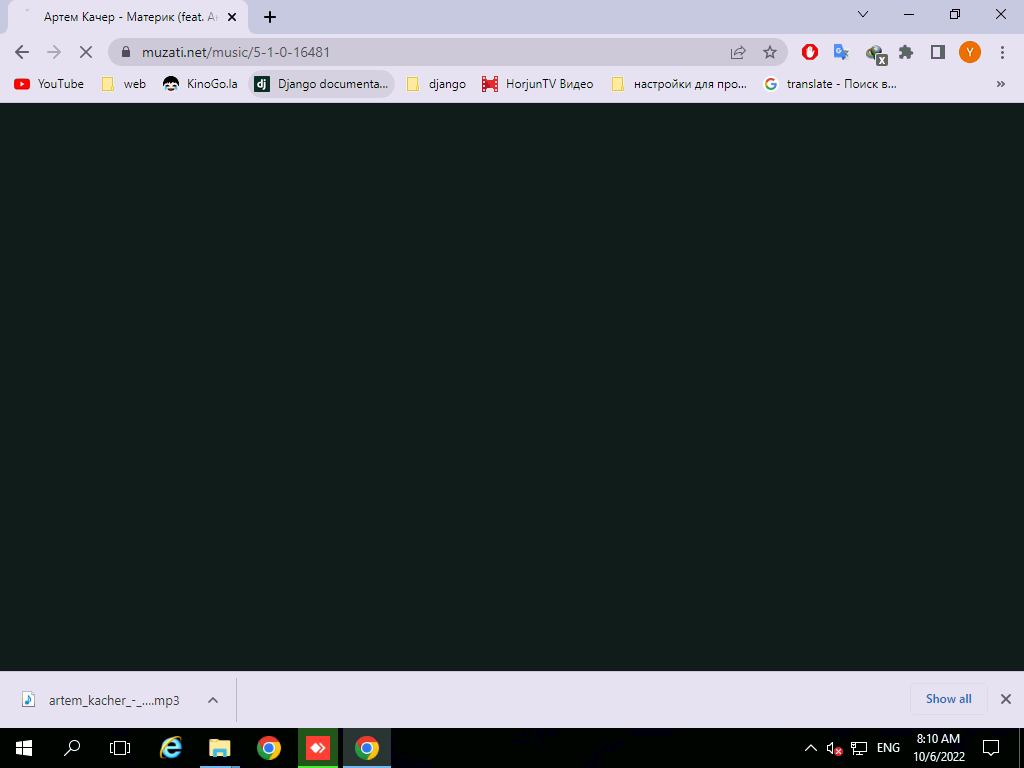 Артем Качер - Материк (feat. А
muzati.net/music/5-1-0-16481
YouTube
web
KinoGo.la
dj
Django documenta...
django
HorjunTV Видео
настройки для про...
translate - Поиск в...
»
X
Y
artem_kacher_-_....mp3
Show all
ENG
8:10 AM
10/6/2022